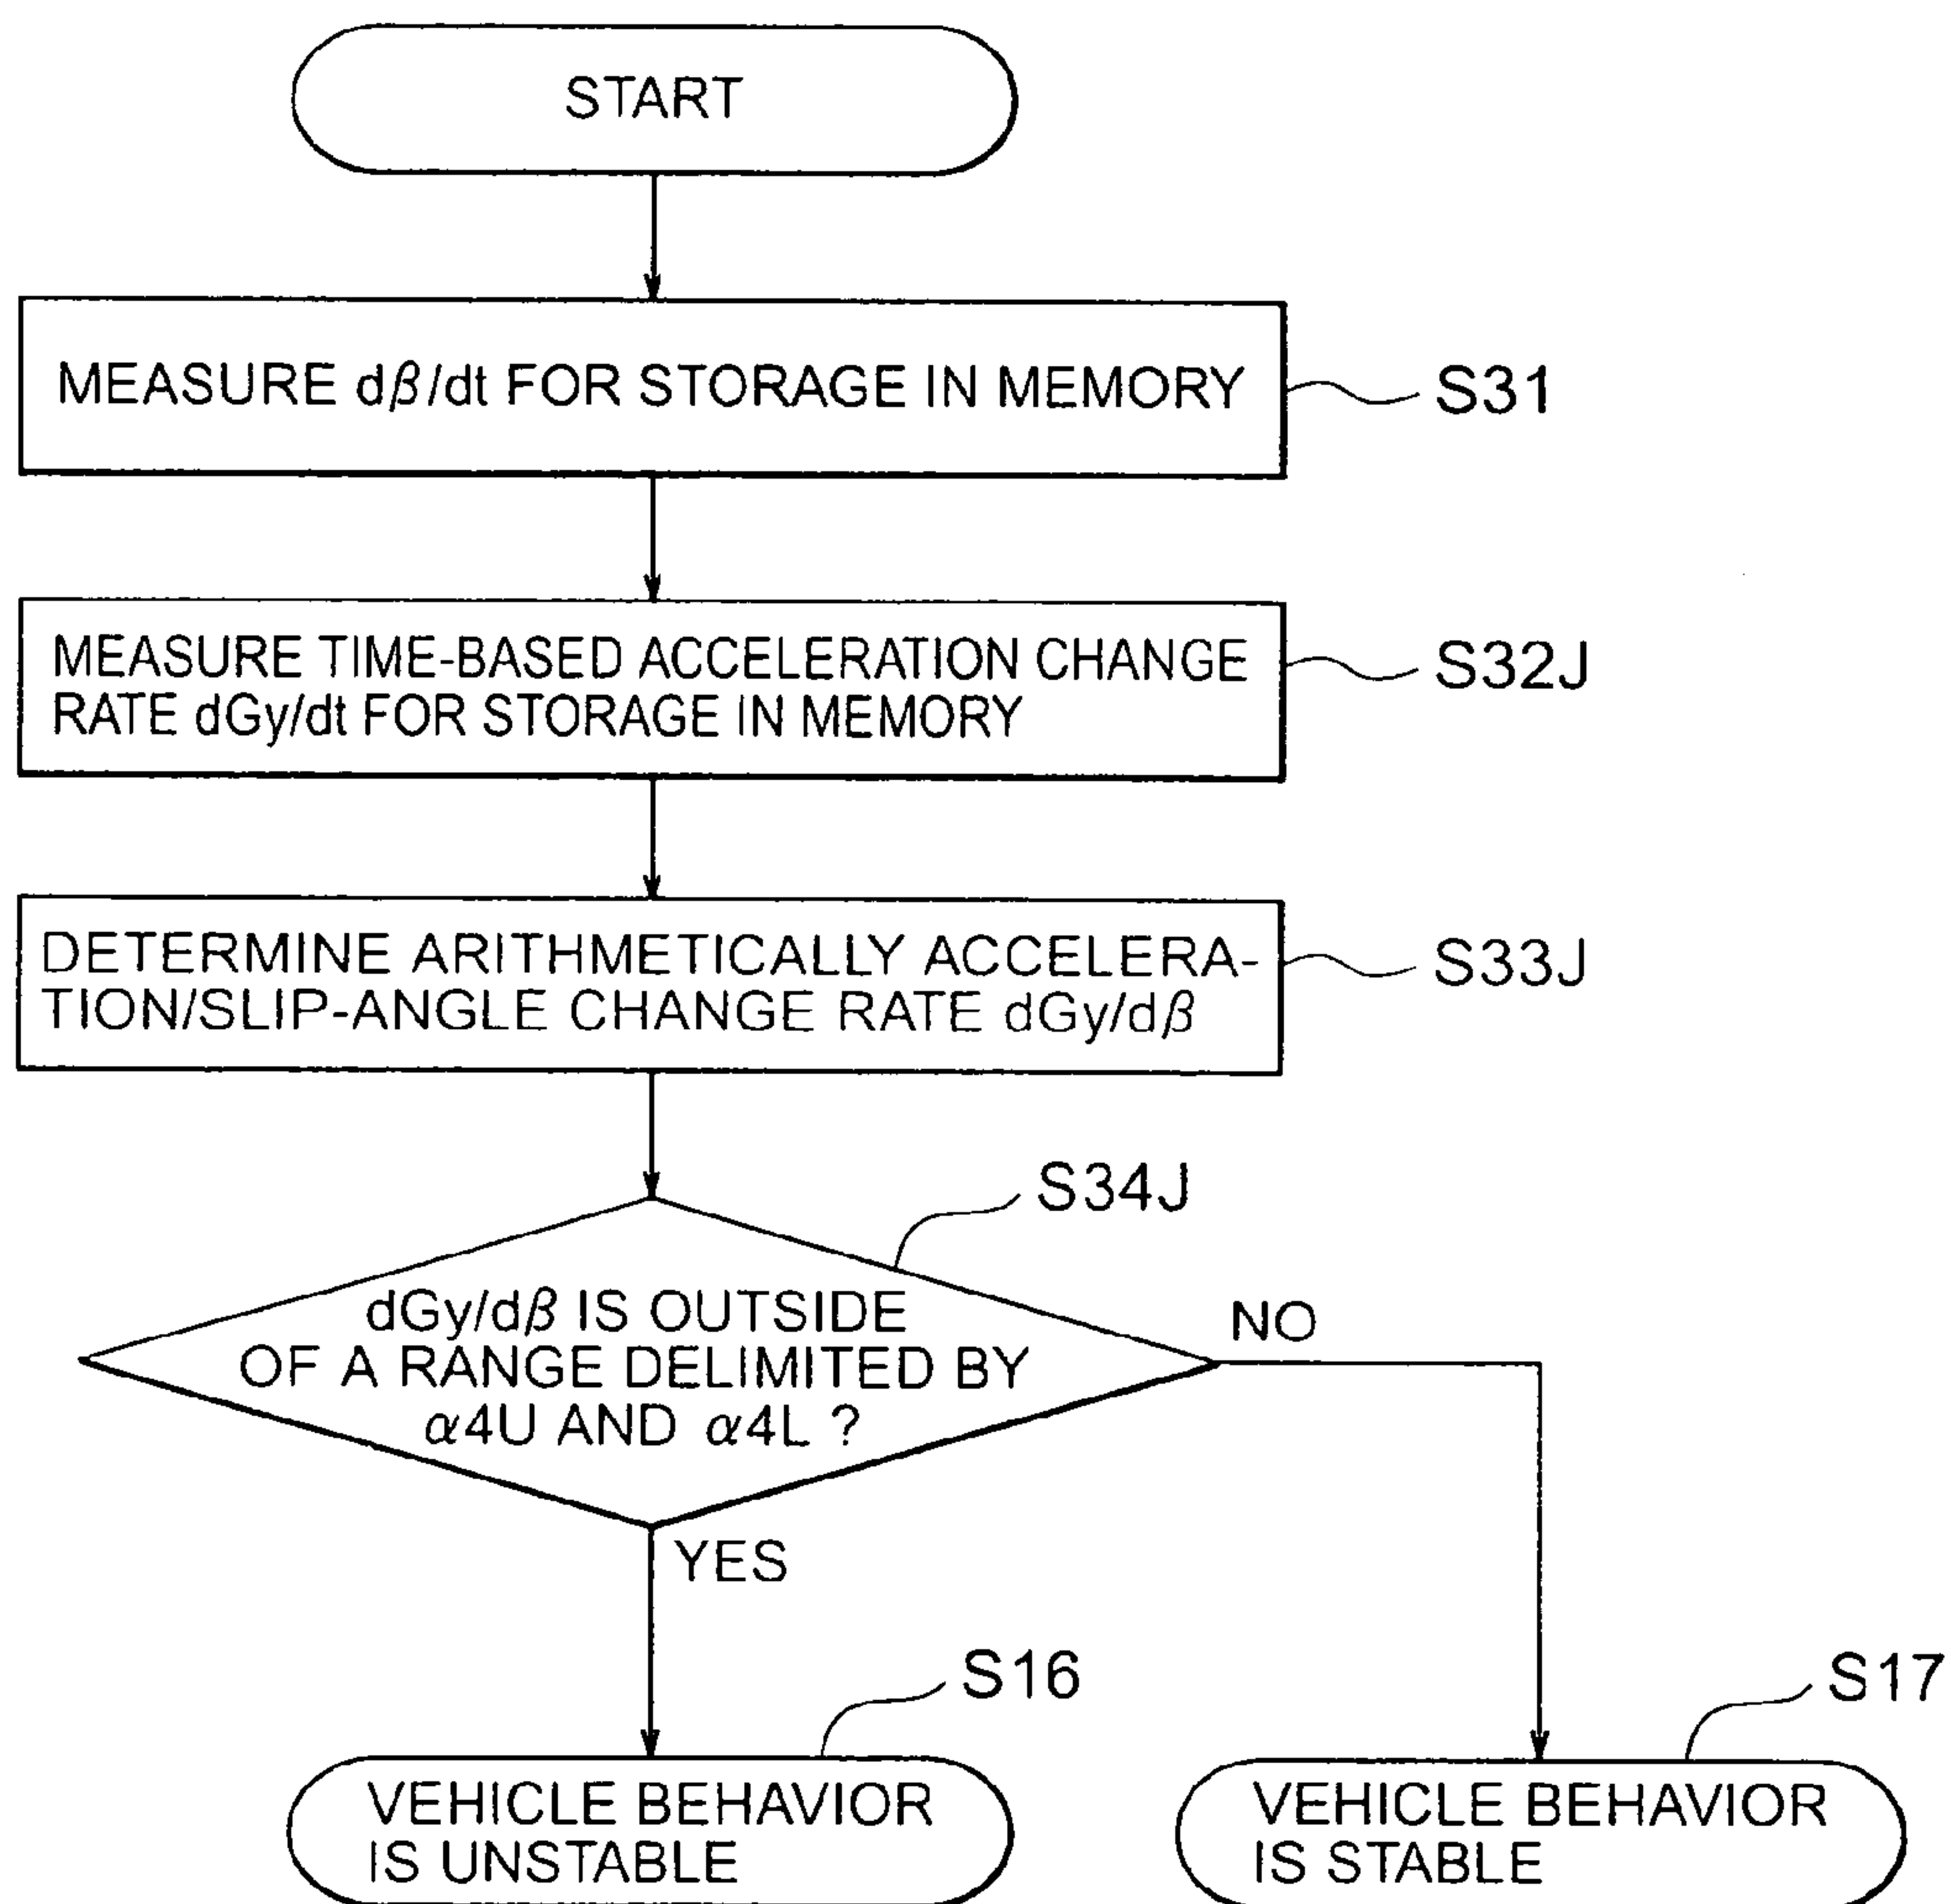 START
MEASURE dβ/dt FOR STORAGE IN MEMORY
S31
MEASURE TIME-BASED ACCELERATION CHANGE
RATE dGy/dt FOR STORAGE IN MEMORY
S32J
DETERMINE ARITHMETICALLY ACCELERA-
TION/SLIP-ANGLE CHANGE RATE dGy/dβ
S33J
S34J
dGy/dβ IS OUTSIDE
OF A RANGE DELIMITED BY
α4U AND α4L ?
NO
YES
S16
VEHICLE BEHAVIOR
IS UNSTABLE
S17
VEHICLE BEHAVIOR
IS STABLE